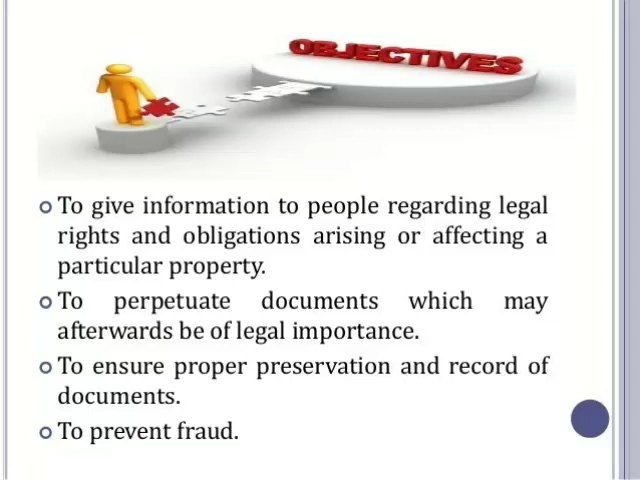 OBJECTIVES
To give information to people regarding legal
rights and obligations arising or affecting a
particular property.
To perpetuate documents which may
afterwards be of legal importance.
To ensure proper preservation and record of
documents.
To prevent fraud.